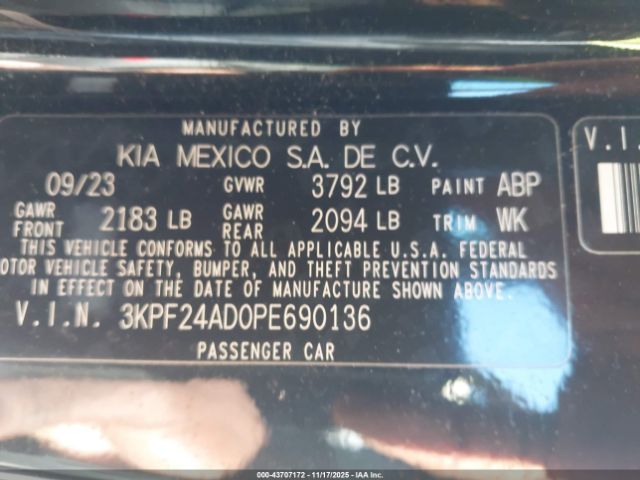 MANUFACTURED BY
KIA MEXICO S.A. DE C.V.
09/23 GVWR 3792 LB PAINT ABP
GAWR FRONT 2183 LB GAWR REAR 2094 LB TRIM WK
THIS VEHICLE CONFORMS TO ALL APPLICABLE U.S.A. FEDERAL
OTOR VEHICLE SAFETY, BUMPER, AND THEFT PREVENTION STANDARDS
IN EFFECT ON THE DATE OF MANUFACTURE SHOWN ABOVE.
V.I.N. 3KPF24AD0PE690136
PASSENGER CAR
V.I.
000-43707172 - 11/17/2025 - IAAI, Inc.